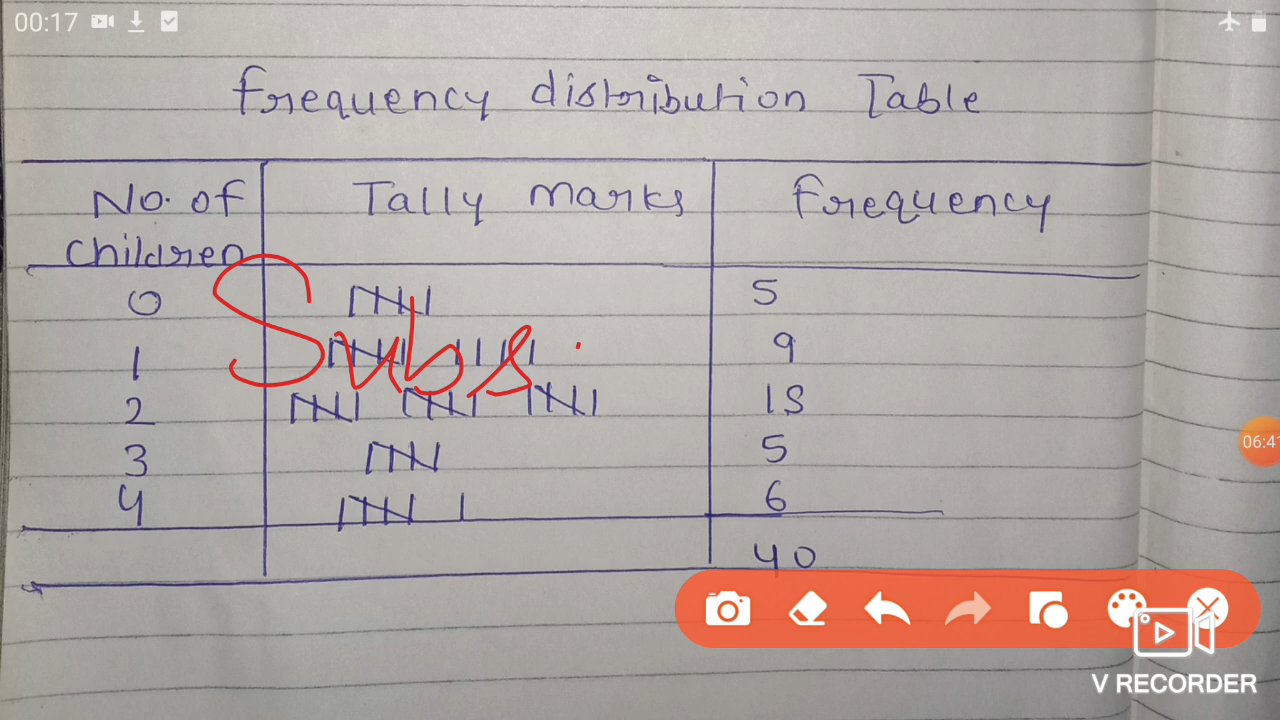 00:17
Frequency distribution Table
No. of Children Tally Marks Frequency
0 5
1 9
2 15
3 5
4 6
40
Subs
06:41
V RECORDER